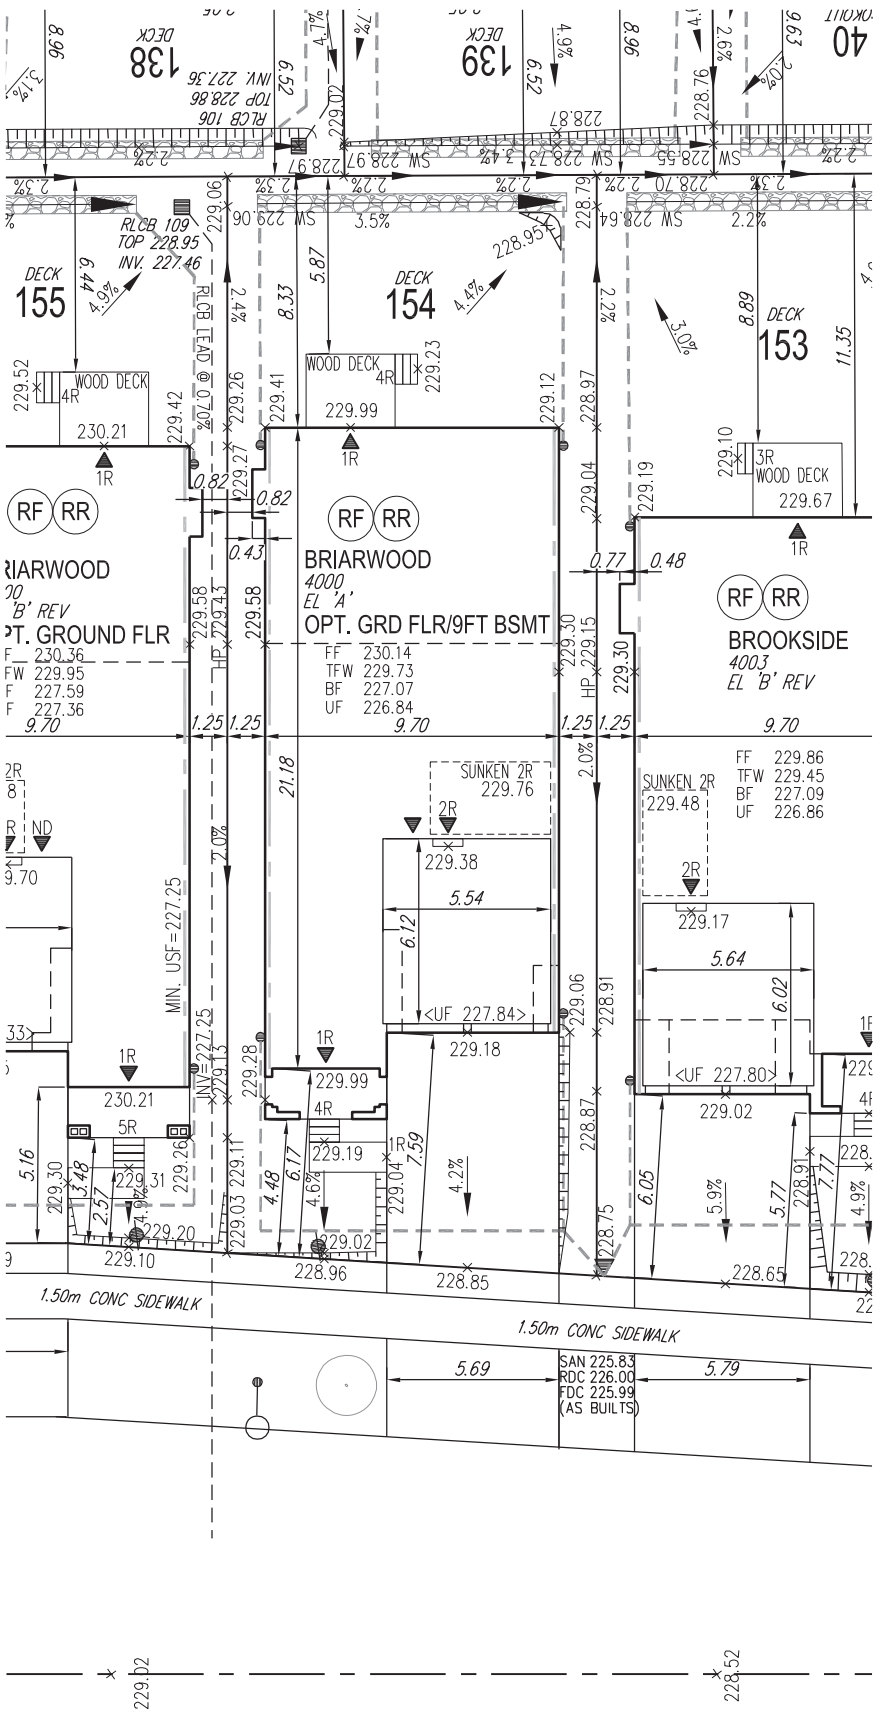 8.96
2.05
DECK
138
6.52
4.7%
.7%
2.05
DECK
139
6.52
4.9%
8.96
2.6%
9.63
40
2.0%
3.1%
INV. 227.36
TOP 228.86
RLCB 106
229.02
228.87
228.76
2.2%
228.97
228.97 SW
3.4%
228.73 SW
228.55 SW
2.2%
2.3%
2.3%
2.2%
2.2%
2.2%
228.70
2.3%
229.06
SW 229.06
3.5%
228.79
SW 228.64
2.2%
RLCB 109
TOP 228.95
INV. 227.46
228.95
6.44
DECK
155
4.9%
RLCB LEAD @ 0.70%
2.4%
8.33
5.87
DECK
154
4.4%
2.2%
3.0%
8.89
DECK
153
11.35
229.52
WOOD DECK
4R
230.21
1R
229.42
229.26
229.41
WOOD DECK
4R
229.99
1R
229.23
229.12
228.97
229.10
3R
WOOD DECK
229.67
1R
229.27
229.04
229.19
0.82
0.82
0.43
0.77
0.48
RF
RR
RF
RR
RF
RR
RIARWOOD
00
'B' REV
PT. GROUND FLR
F 230.36
FW 229.95
F 227.59
F 227.36
229.58
HP 229.43
229.58
BRIARWOOD
4000
EL 'A'
OPT. GRD FLR/9FT BSMT
FF 230.14
TFW 229.73
BF 227.07
UF 226.84
229.30
HP 229.15
229.30
BROOKSIDE
4003
EL 'B' REV
9.70
1.25
1.25
9.70
1.25
1.25
9.70
FF 229.86
TFW 229.45
BF 227.09
UF 226.86
2R
8
R ND
9.70
2.0%
21.18
SUNKEN 2R
229.76
2R
229.38
2.0%
SUNKEN 2R
229.48
2R
229.17
5.54
6.12
5.64
6.02
MIN. USF=227.25
INV=227.25
<UF 227.84>
229.18
229.06
228.91
<UF 227.80>
229.02
33>
1R
230.21
5R
229.13
229.28
1R
229.99
4R
229.19
1R
7.59
228.87
1R
4R
5.16
229.30
3.48
2.57
229.31
4.9%
229.26
229.11
229.03
4.48
6.17
4.6%
229.04
4.2%
228.75
6.05
5.9%
5.77
228.91
7.77
4.9%
229.20
229.10
229.02
228.96
228.85
228.65
1.50m CONC SIDEWALK
1.50m CONC SIDEWALK
5.69
SAN 225.83
RDC 226.00
FDC 225.99
(AS BUILTS)
5.79
229.02
228.52